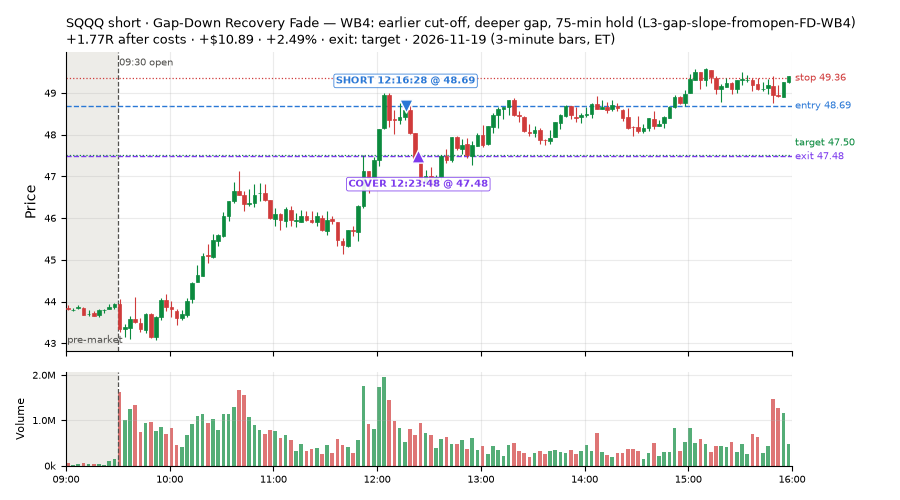 SQQQ short · Gap-Down Recovery Fade — WB4: earlier cut-off, deeper gap, 75-min hold (L3-gap-slope-fromopen-FD-WB4)
+1.77R after costs · +$10.89 · +2.49% · exit: target · 2026-11-19 (3-minute bars, ET)
09:30 open
SHORT 12:16:28 @ 48.69
stop 49.36
entry 48.69
target 47.50
exit 47.48
COVER 12:23:48 @ 47.48
pre-market
Price
49
48
47
46
45
44
43
Volume
2.0M
1.0M
0k
09:00
10:00
11:00
12:00
13:00
14:00
15:00
16:00